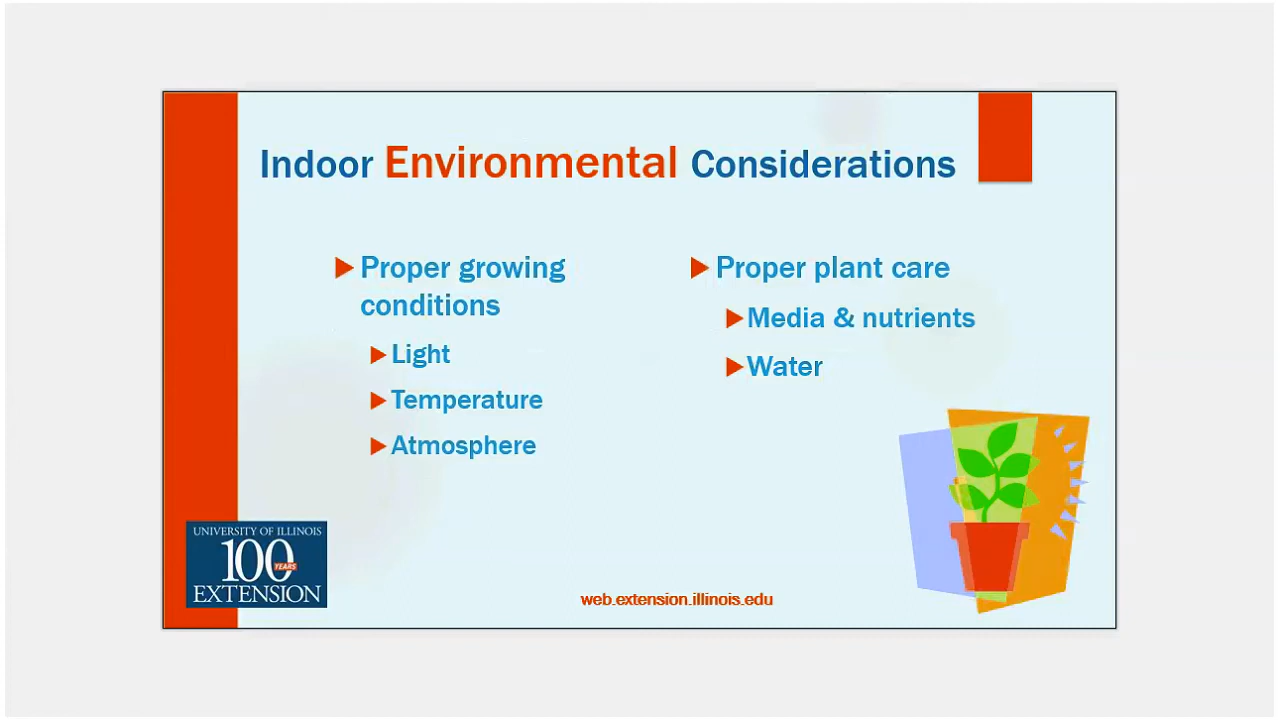 Indoor Environmental Considerations
Proper growing
conditions
Light
Temperature
Atmosphere
Proper plant care
Media & nutrients
Water
UNIVERSITY OF ILLINOIS
100 YEARS
EXTENSION
web.extension.illinois.edu